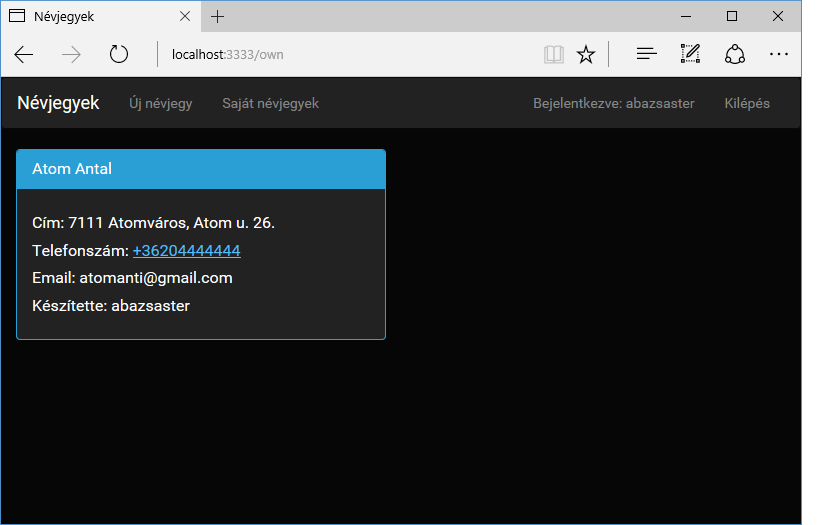 Névjegyek
localhost:3333/own
Névjegyek Új névjegy Saját névjegyek Bejelentkezve: abazsaster Kilépés
Atom Antal
Cím: 7111 Atomváros, Atom u. 26.
Telefonszám: +36204444444
Email: atomanti@gmail.com
Készítette: abazsaster